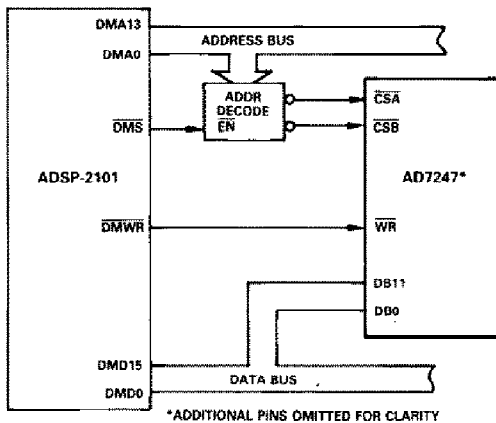 DMA13
ADDRESS BUS
DMA0
ADDR
DECODE
EN
CSA
CSB
DMS
ADSP-2101
AD7247*
DMWR
WR
DB11
DB0
DMD15
DATA BUS
DMD0
*ADDITIONAL PINS OMITTED FOR CLARITY